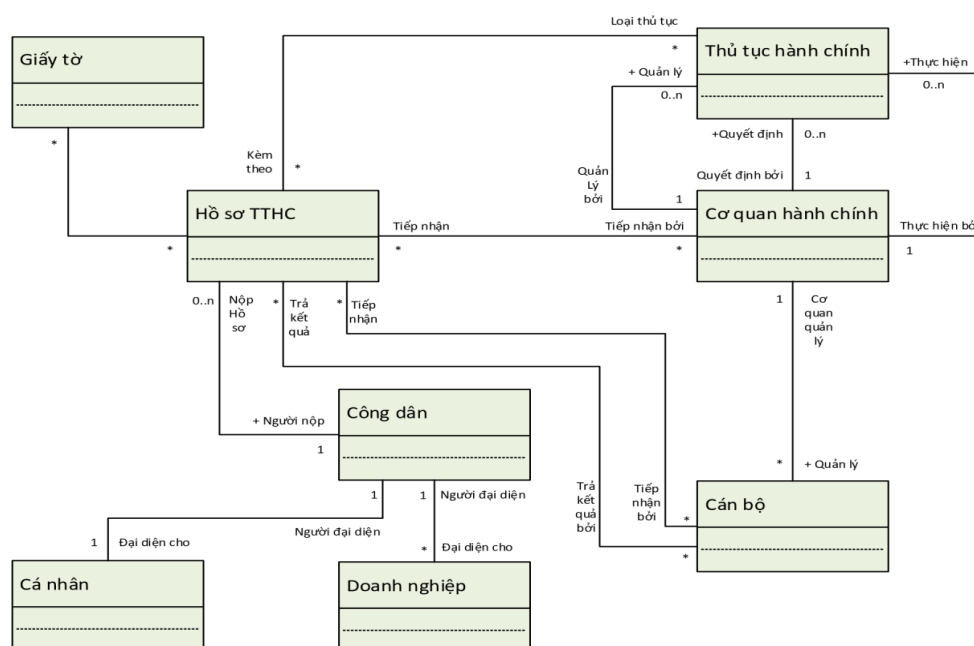 Loại thủ tục
*
Thủ tục hành chính
Giấy tờ
+Thực hiện
0..n
+ Quản lý
0..n
+Quyết định
0..n
*
Kèm
theo
*
Quản
Lý
bởi
1
Quyết định bởi
1
Hồ sơ TTHC
Tiếp nhận
*
Tiếp nhận bởi
*
Cơ quan hành chính
Thực hiện bở
1
*
0..n
Nộp
Hồ
sơ
*
Trả
kết
quả
*
Tiếp
nhận
1
Cơ
quan
quản
lý
+ Người nộp
1
Công dân
*
+ Quản lý
Trả
kết
quả
bởi
Tiếp
nhận
bởi
*
*
Cán bộ
1
Người đại diện
1
Người đại diện
1
Đại diện cho
*
Đại diện cho
Cá nhân
Doanh nghiệp